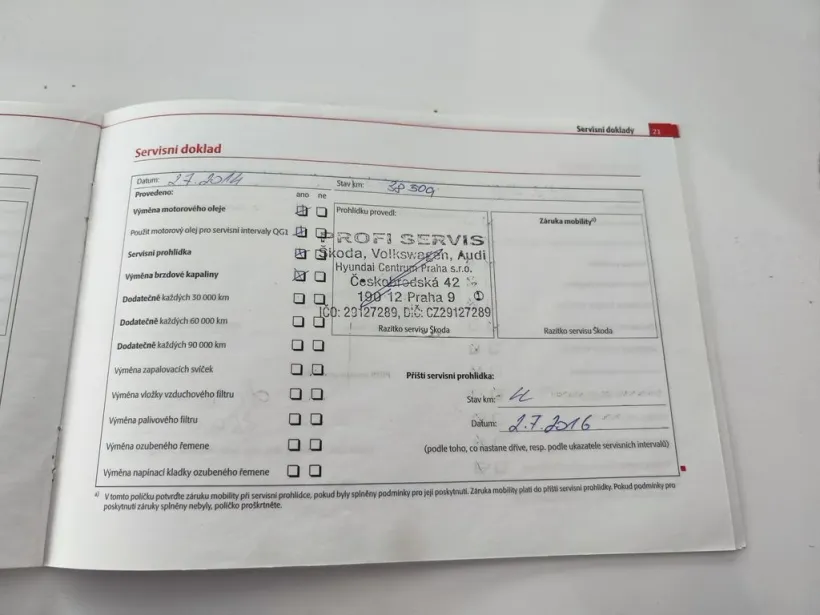 Servisní doklady 23
Servisní doklad
Datum: 2.7.2014 Stav km: 38 509
Provedeno: ano ne
Výměna motorového oleje
Použit motorový olej pro servisní intervaly QG1
Servisní prohlídka
Výměna brzdové kapaliny
Dodatečně každých 30 000 km
Dodatečně každých 60 000 km
Dodatečně každých 90 000 km
Výměna zapalovacích svíček
Výměna vložky vzduchového filtru
Výměna palivového filtru
Výměna ozubeného řemene
Výměna napínací kladky ozubeného řemene
Prohlídku provedl:
PROFI SERVIS
Škoda, Volkswagen, Audi
Hyundai Centrum Praha s.r.o.
Českobrodská 42
190 12 Praha 9 ①
IČO: 29127289, DIČ: CZ29127289
Razítko servisu Škoda
Záruka mobility a)
Razítko servisu Škoda
Příští servisní prohlídka:
Stav km:
Datum: 2.7.2016
(podle toho, co nastane dříve, resp. podle ukazatele servisních intervalů)
a) V tomto políčku potvrďte záruku mobility při servisní prohlídce, pokud byly splněny podmínky pro její poskytnutí. Záruka mobility platí do příští servisní prohlídky. Pokud podmínky pro
poskytnutí záruky splněny nebyly, políčko proškrtněte.